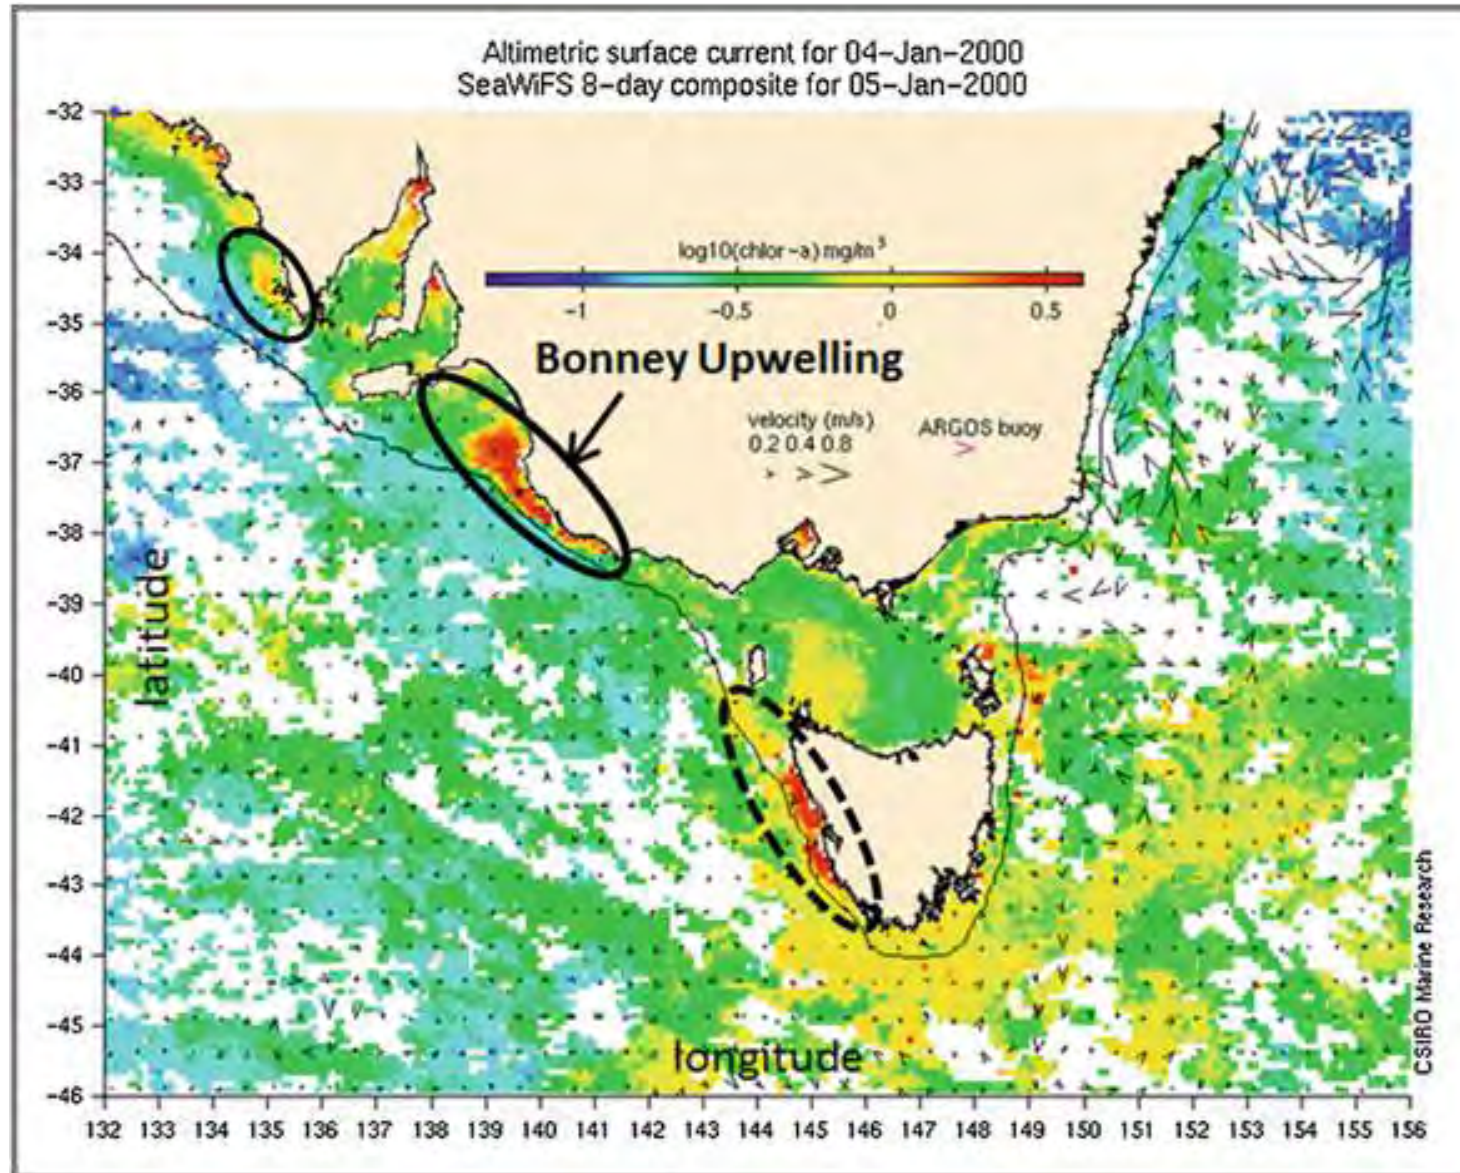 Altimetric surface current for 04-Jan-2000
SeaWiFS 8-day composite for 05-Jan-2000
-32
-33
-34
-35
-36
-37
-38
-39
-40
-41
-42
-43
-44
-45
-46
latitude
log10(chlor-a) mg/m³
-1 -0.5 0 0.5
Bonney Upwelling
velocity (m/s)
0.2 0.4 0.8
ARGOS buoy
CSIRO Marine Research
longitude
132 133 134 135 136 137 138 139 140 141 142 143 144 145 146 147 148 149 150 151 152 153 154 155 156